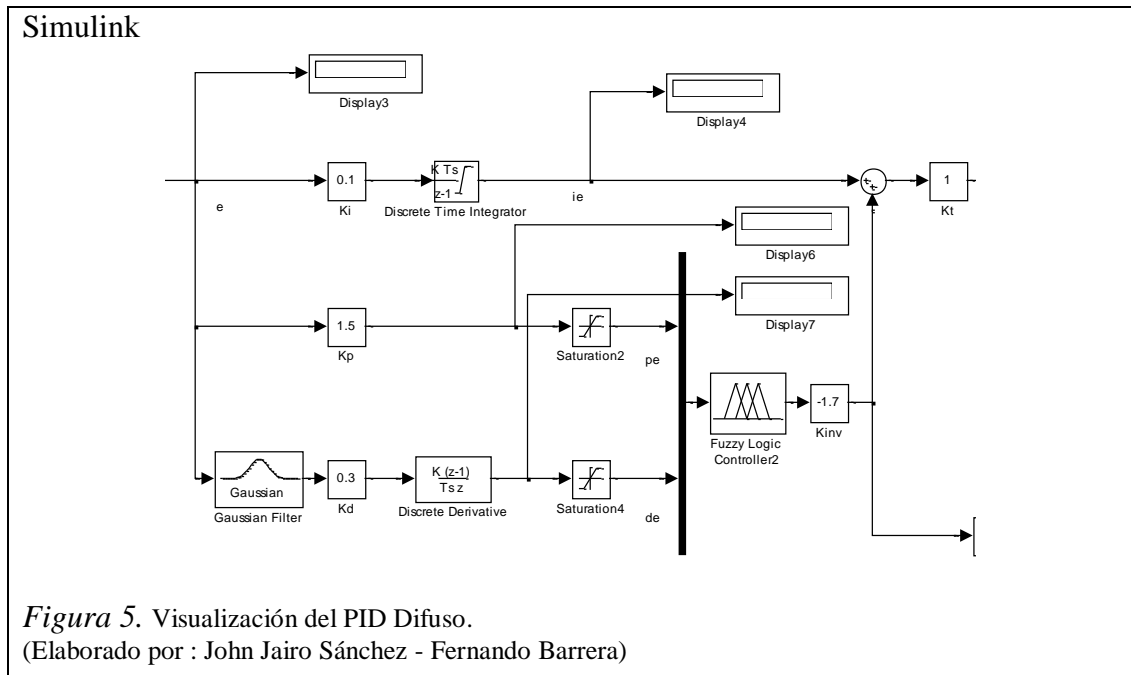 Simulink
Display3
Display4
0.1
Ki
K Ts
z-1
Discrete Time Integrator
e
ie
1
Kt
Display6
Display7
1.5
Kp
Saturation2
pe
Fuzzy Logic
Controller2
-1.7
Kinv
Gaussian
Gaussian Filter
0.3
Kd
K (z-1)
Ts z
Discrete Derivative
Saturation4
de
Figura 5. Visualización del PID Difuso.
(Elaborado por : John Jairo Sánchez - Fernando Barrera)